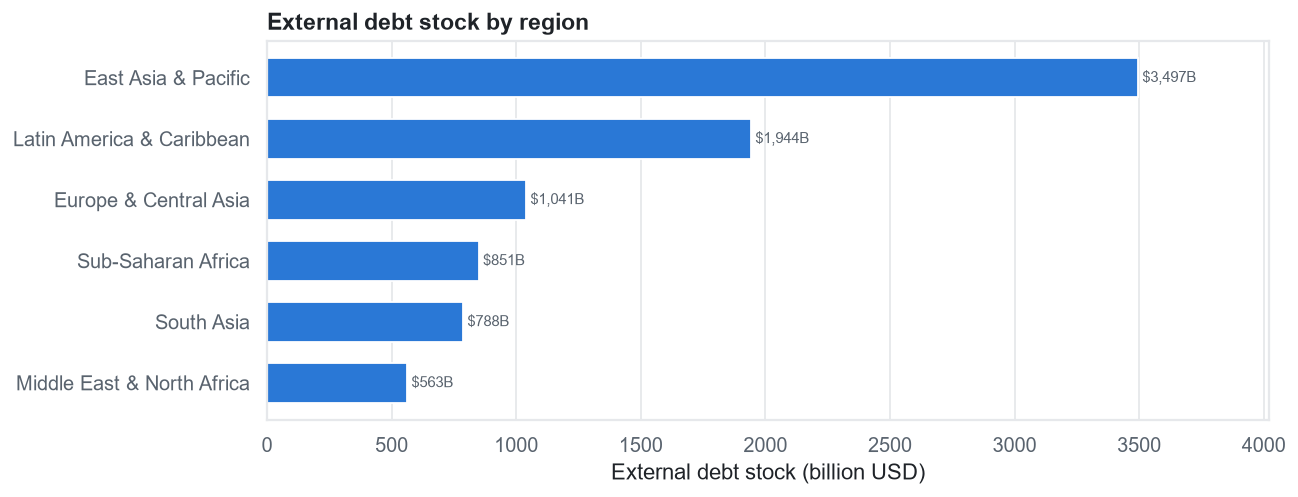 External debt stock by region
East Asia & Pacific
$3,497B
Latin America & Caribbean
$1,944B
Europe & Central Asia
$1,041B
Sub-Saharan Africa
$851B
South Asia
$788B
Middle East & North Africa
$563B
0 500 1000 1500 2000 2500 3000 3500 4000
External debt stock (billion USD)